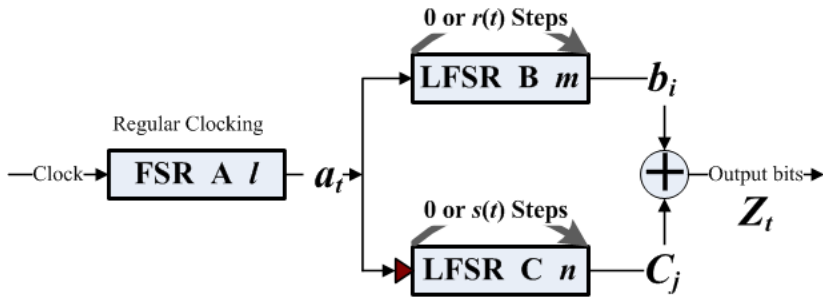 0 or r(t) Steps
LFSR B m
b_i
Regular Clocking
Clock
FSR A l
a_t
Output bits
Z_t
0 or s(t) Steps
LFSR C n
C_j